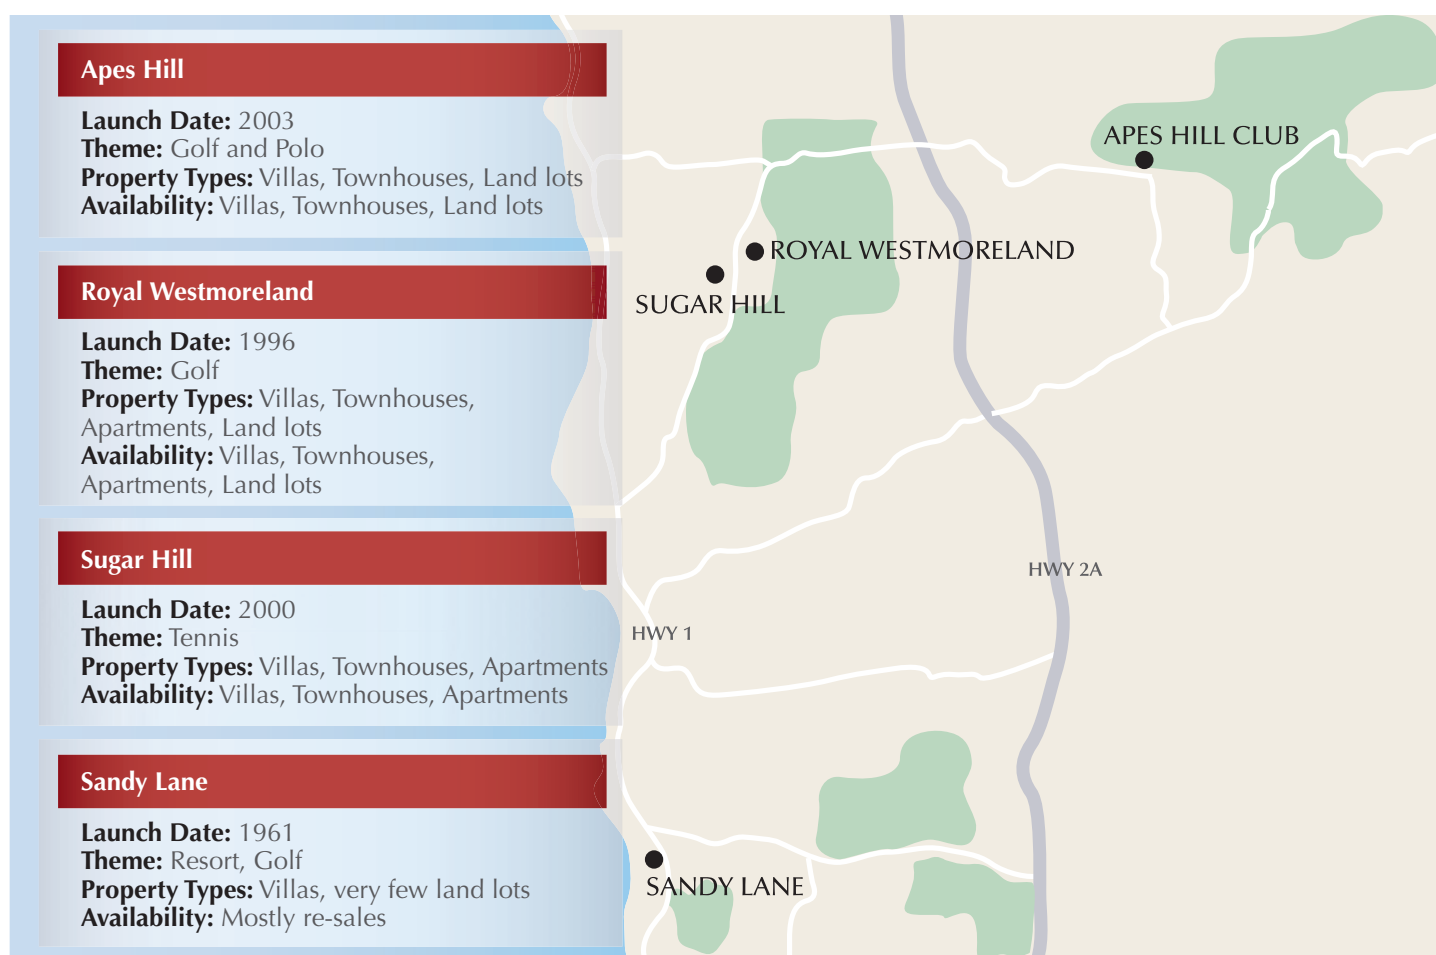 Apes Hill
Launch Date: 2003
Theme: Golf and Polo
Property Types: Villas, Townhouses, Land lots
Availability: Villas, Townhouses, Land lots
Royal Westmoreland
Launch Date: 1996
Theme: Golf
Property Types: Villas, Townhouses,
Apartments, Land lots
Availability: Villas, Townhouses,
Apartments, Land lots
Sugar Hill
Launch Date: 2000
Theme: Tennis
Property Types: Villas, Townhouses, Apartments
Availability: Villas, Townhouses, Apartments
Sandy Lane
Launch Date: 1961
Theme: Resort, Golf
Property Types: Villas, very few land lots
Availability: Mostly re-sales
APES HILL CLUB
ROYAL WESTMORELAND
SUGAR HILL
HWY 2A
HWY 1
SANDY LANE